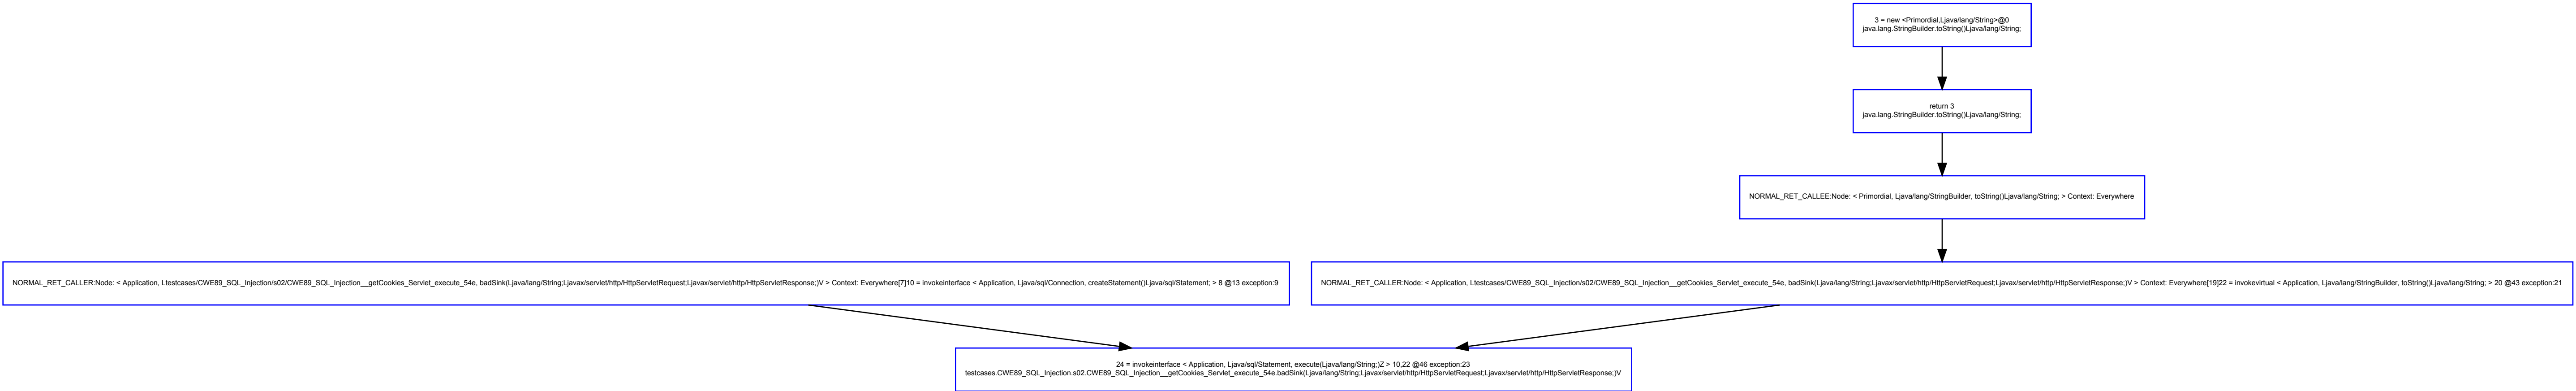 3 = new <Primordial,Ljava/lang/String>@0
java.lang.StringBuilder.toString()Ljava/lang/String;
return 3
java.lang.StringBuilder.toString()Ljava/lang/String;
NORMAL_RET_CALLEE:Node: < Primordial, Ljava/lang/StringBuilder, toString()Ljava/lang/String; > Context: Everywhere
NORMAL_RET_CALLER:Node: < Application, Ltestcases/CWE89_SQL_Injection/s02/CWE89_SQL_Injection__getCookies_Servlet_execute_54e, badSink(Ljava/lang/String;Ljavax/servlet/http/HttpServletRequest;Ljavax/servlet/http/HttpServletResponse;)V > Context: Everywhere[7]10 = invokeinterface < Application, Ljava/sql/Connection, createStatement()Ljava/sql/Statement; > 8 @13 exception:9
NORMAL_RET_CALLER:Node: < Application, Ltestcases/CWE89_SQL_Injection/s02/CWE89_SQL_Injection__getCookies_Servlet_execute_54e, badSink(Ljava/lang/String;Ljavax/servlet/http/HttpServletRequest;Ljavax/servlet/http/HttpServletResponse;)V > Context: Everywhere[19]22 = invokevirtual < Application, Ljava/lang/StringBuilder, toString()Ljava/lang/String; > 20 @43 exception:21
24 = invokeinterface < Application, Ljava/sql/Statement, execute(Ljava/lang/String;)Z > 10,22 @46 exception:23
testcases.CWE89_SQL_Injection.s02.CWE89_SQL_Injection__getCookies_Servlet_execute_54e.badSink(Ljava/lang/String;Ljavax/servlet/http/HttpServletRequest;Ljavax/servlet/http/HttpServletResponse;)V